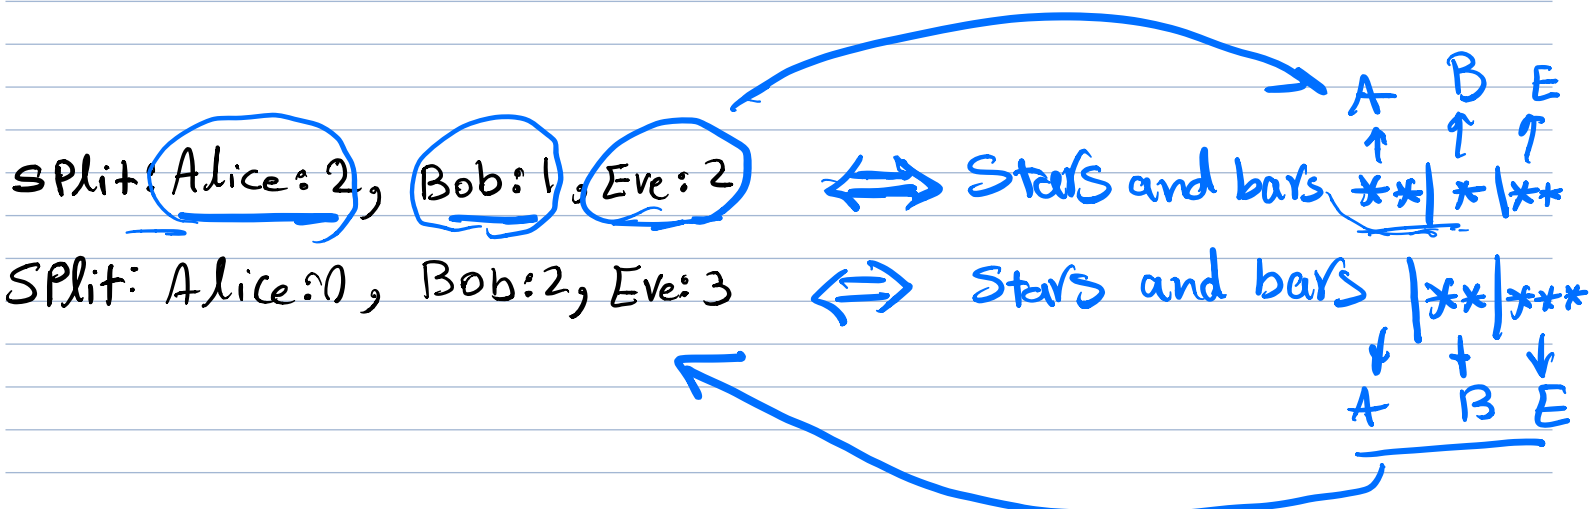 A B E
split: Alice: 2, Bob: 1, Eve: 2 ⟺ Stars and bars **|*|**
Split: Alice: 0, Bob: 2, Eve: 3 ⟺ Stars and bars |**|***
A B E